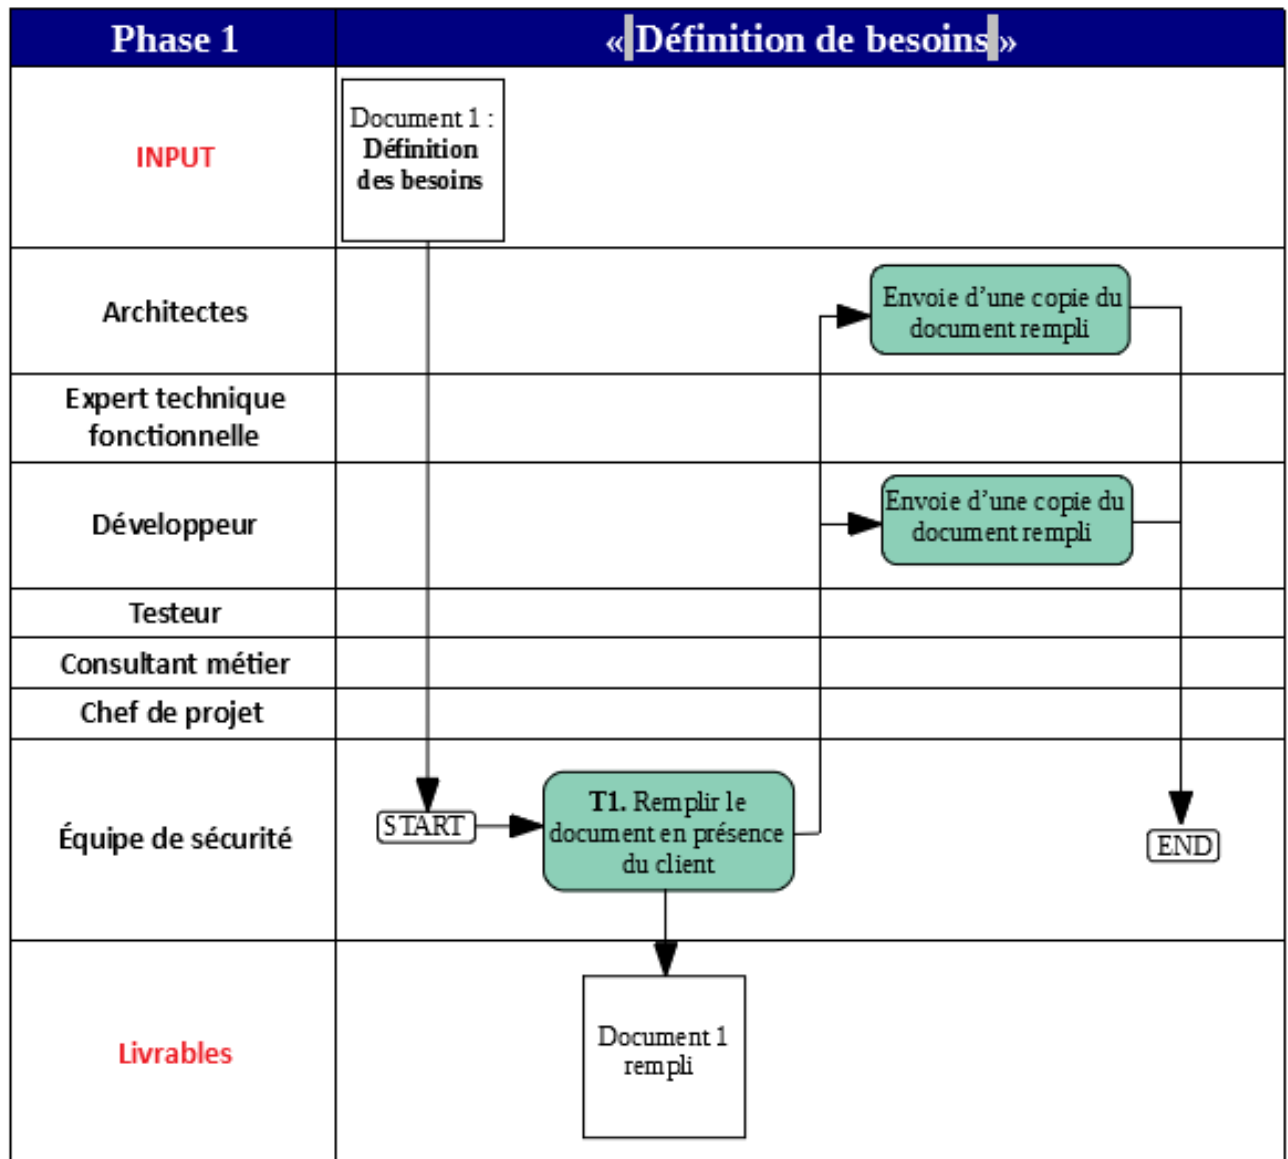 Phase 1
« Définition de besoins »
INPUT
Document 1 :
Définition
des besoins
Architectes
Envoie d’une copie du
document rempli
Expert technique
fonctionnelle
Développeur
Envoie d’une copie du
document rempli
Testeur
Consultant métier
Chef de projet
Équipe de sécurité
START
T1. Remplir le
document en présence
du client
END
Livrables
Document 1
rempli